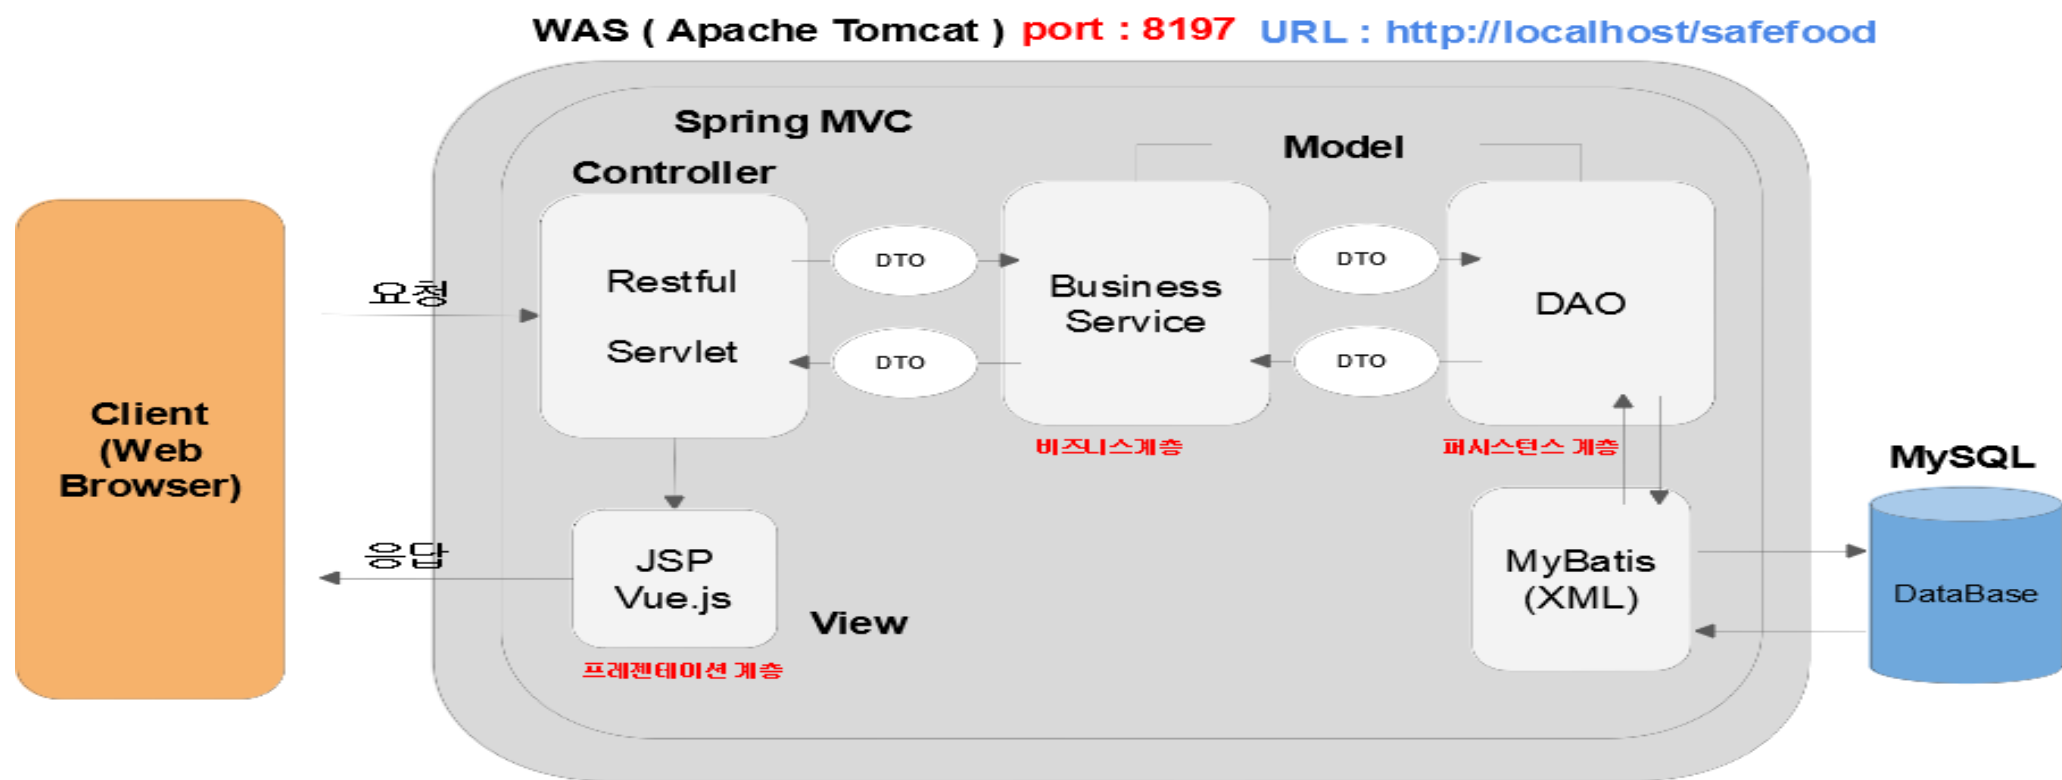 WAS ( Apache Tomcat ) port : 8197 URL : http://localhost/safefood
Spring MVC
Controller
Model
Restful
Servlet
DTO
DTO
Business
Service
DTO
DTO
DAO
요청
Client
(Web
Browser)
비즈니스계층
퍼시스턴스 계층
MySQL
응답
JSP
Vue.js
View
프레젠테이션 계층
MyBatis
(XML)
DataBase